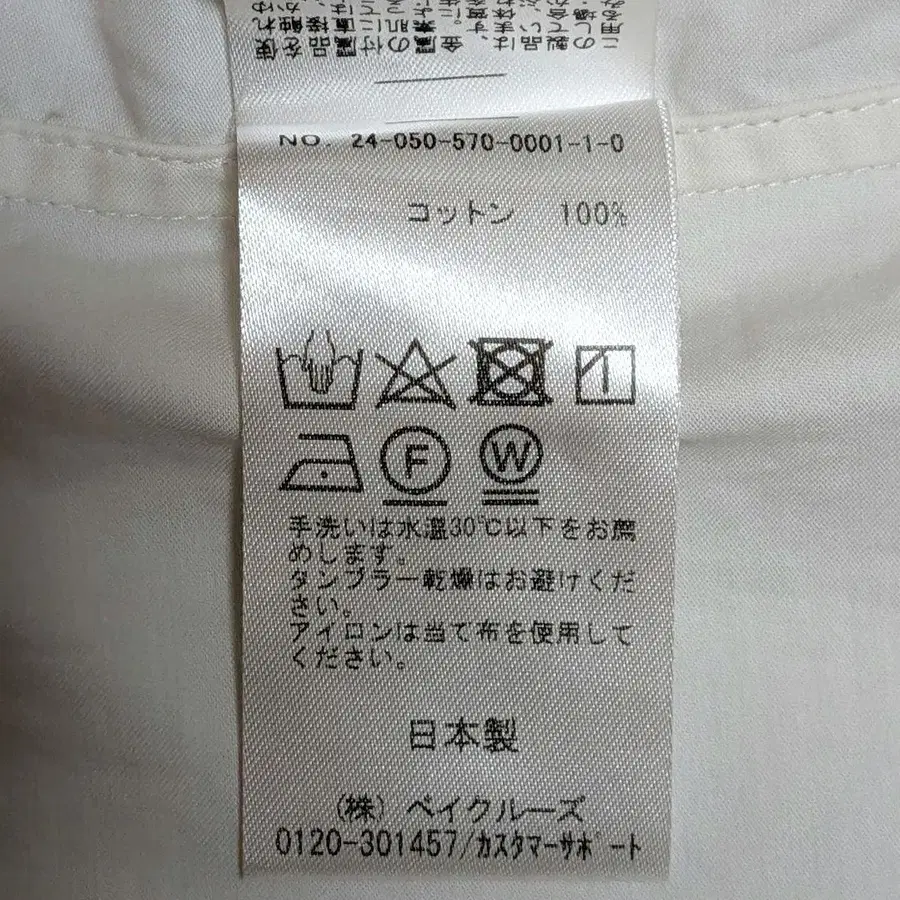 NO. 24-050-570-0001-1-0
コットン 100%
F
W
手洗いは水温30℃以下をお薦
めします。
タンブラー乾燥はお避けくだ
さい。
アイロンは当て布を使用して
ください。
日本製
(株) ベイクルーズ
0120-301457/カスタマーサポート